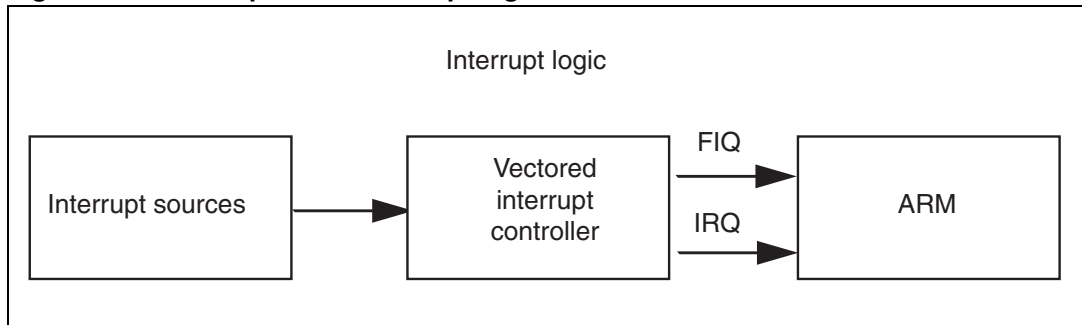 Interrupt logic
Interrupt sources
Vectored
interrupt
controller
FIQ
IRQ
ARM